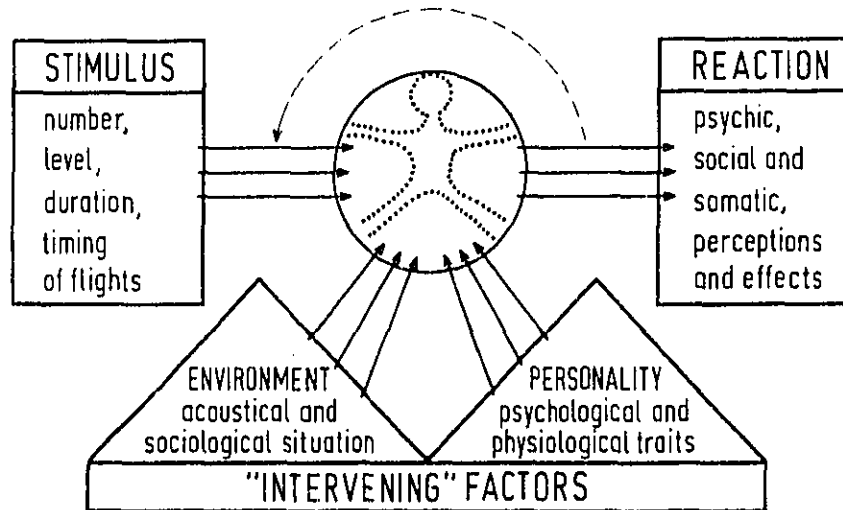 STIMULUS
number,
level,
duration,
timing
of flights
REACTION
psychic,
social and
somatic,
perceptions
and effects
ENVIRONMENT
acoustical and
sociological situation
PERSONALITY
psychological and
physiological traits
"INTERVENING" FACTORS